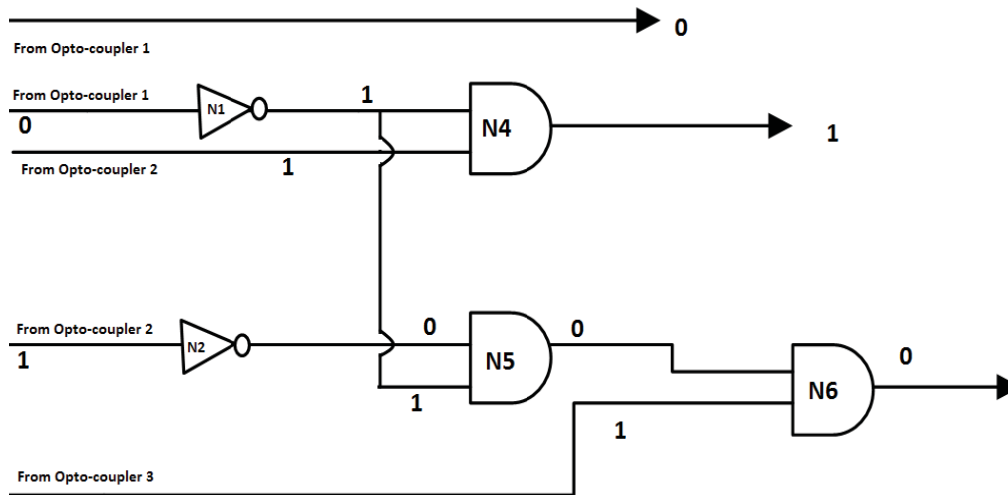 0
From Opto-coupler 1
From Opto-coupler 1
N1
1
0
N4
1
From Opto-coupler 2
1
From Opto-coupler 2
N2
0
0
1
N5
0
1
N6
1
From Opto-coupler 3